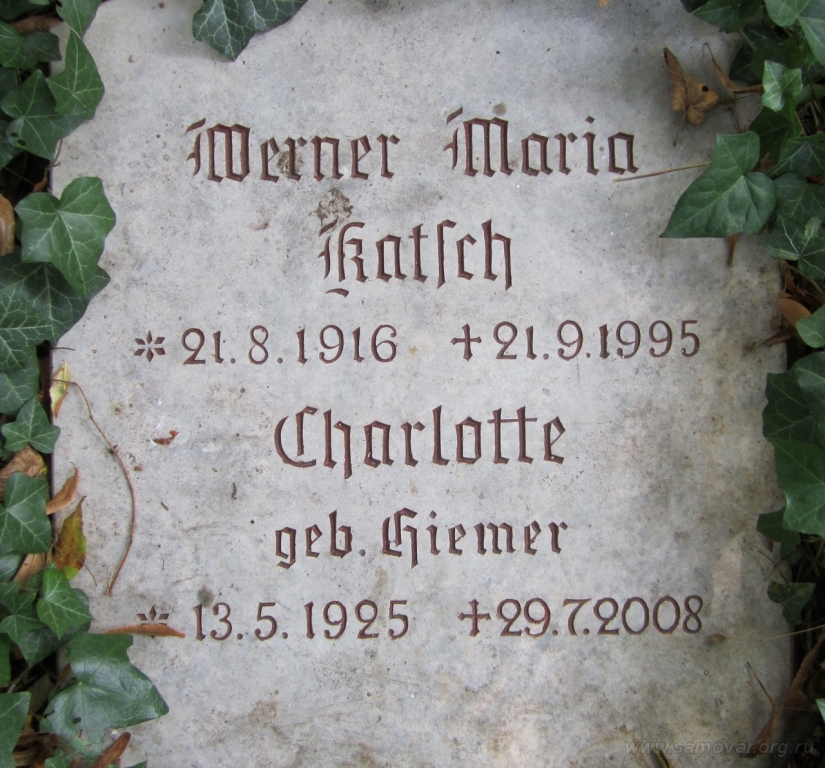 Werner Maria
Katſch
* 21.8.1916 ✝ 21.9.1995
Charlotte
geb. Hiemer
* 13.5.1925 ✝ 29.7.2008
www.samovar.org.ru